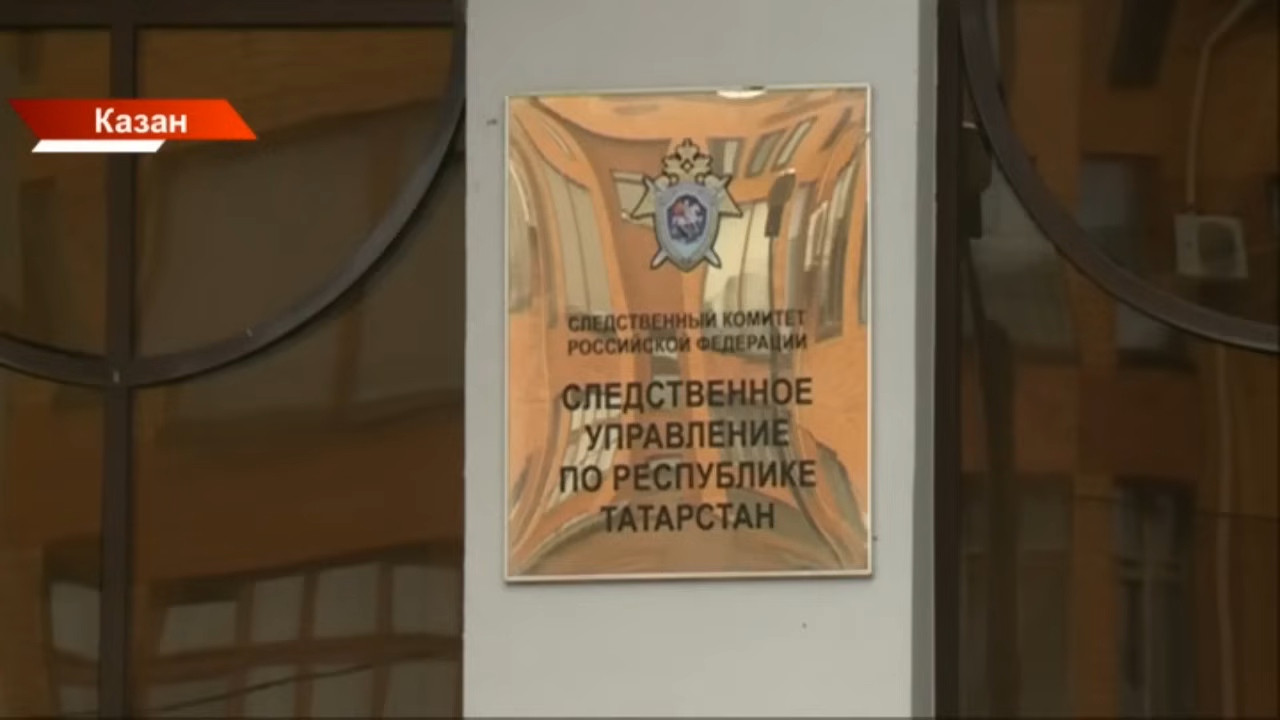 Казан
СЛЕДСТВЕННЫЙ КОМИТЕТ
РОССИЙСКОЙ ФЕДЕРАЦИИ
СЛЕДСТВЕННОЕ
УПРАВЛЕНИЕ
ПО РЕСПУБЛИКЕ
ТАТАРСТАН